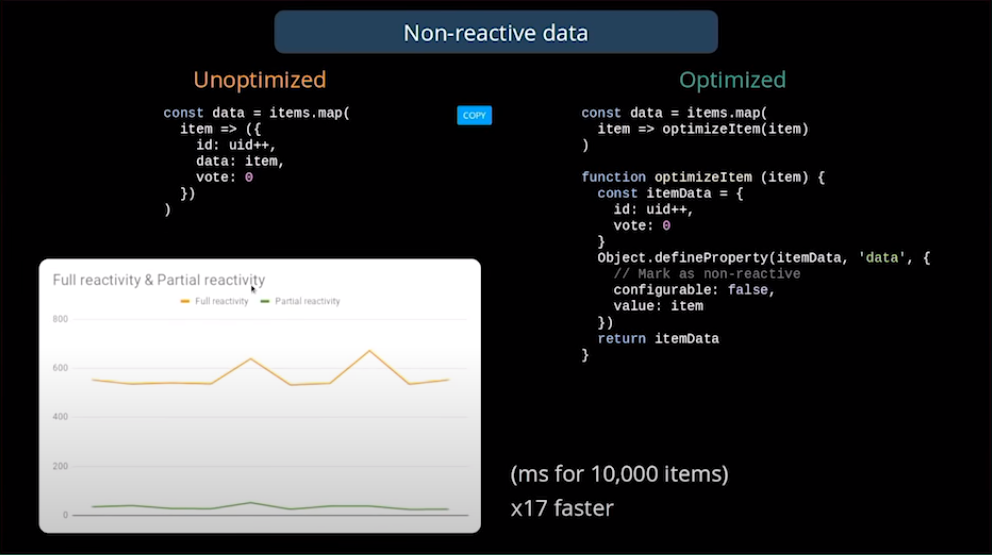 Non-reactive data
Unoptimized
const data = items.map(
  item => ({
    id: uid++,
    data: item,
    vote: 0
  })
)
COPY
Optimized
const data = items.map(
  item => optimizeItem(item)
)

function optimizeItem (item) {
  const itemData = {
    id: uid++,
    vote: 0
  }
  Object.defineProperty(itemData, 'data', {
    // Mark as non-reactive
    configurable: false,
    value: item
  })
  return itemData
}
Full reactivity & Partial reactivity
Full reactivity Partial reactivity
800
600
400
200
0
(ms for 10,000 items)
x17 faster